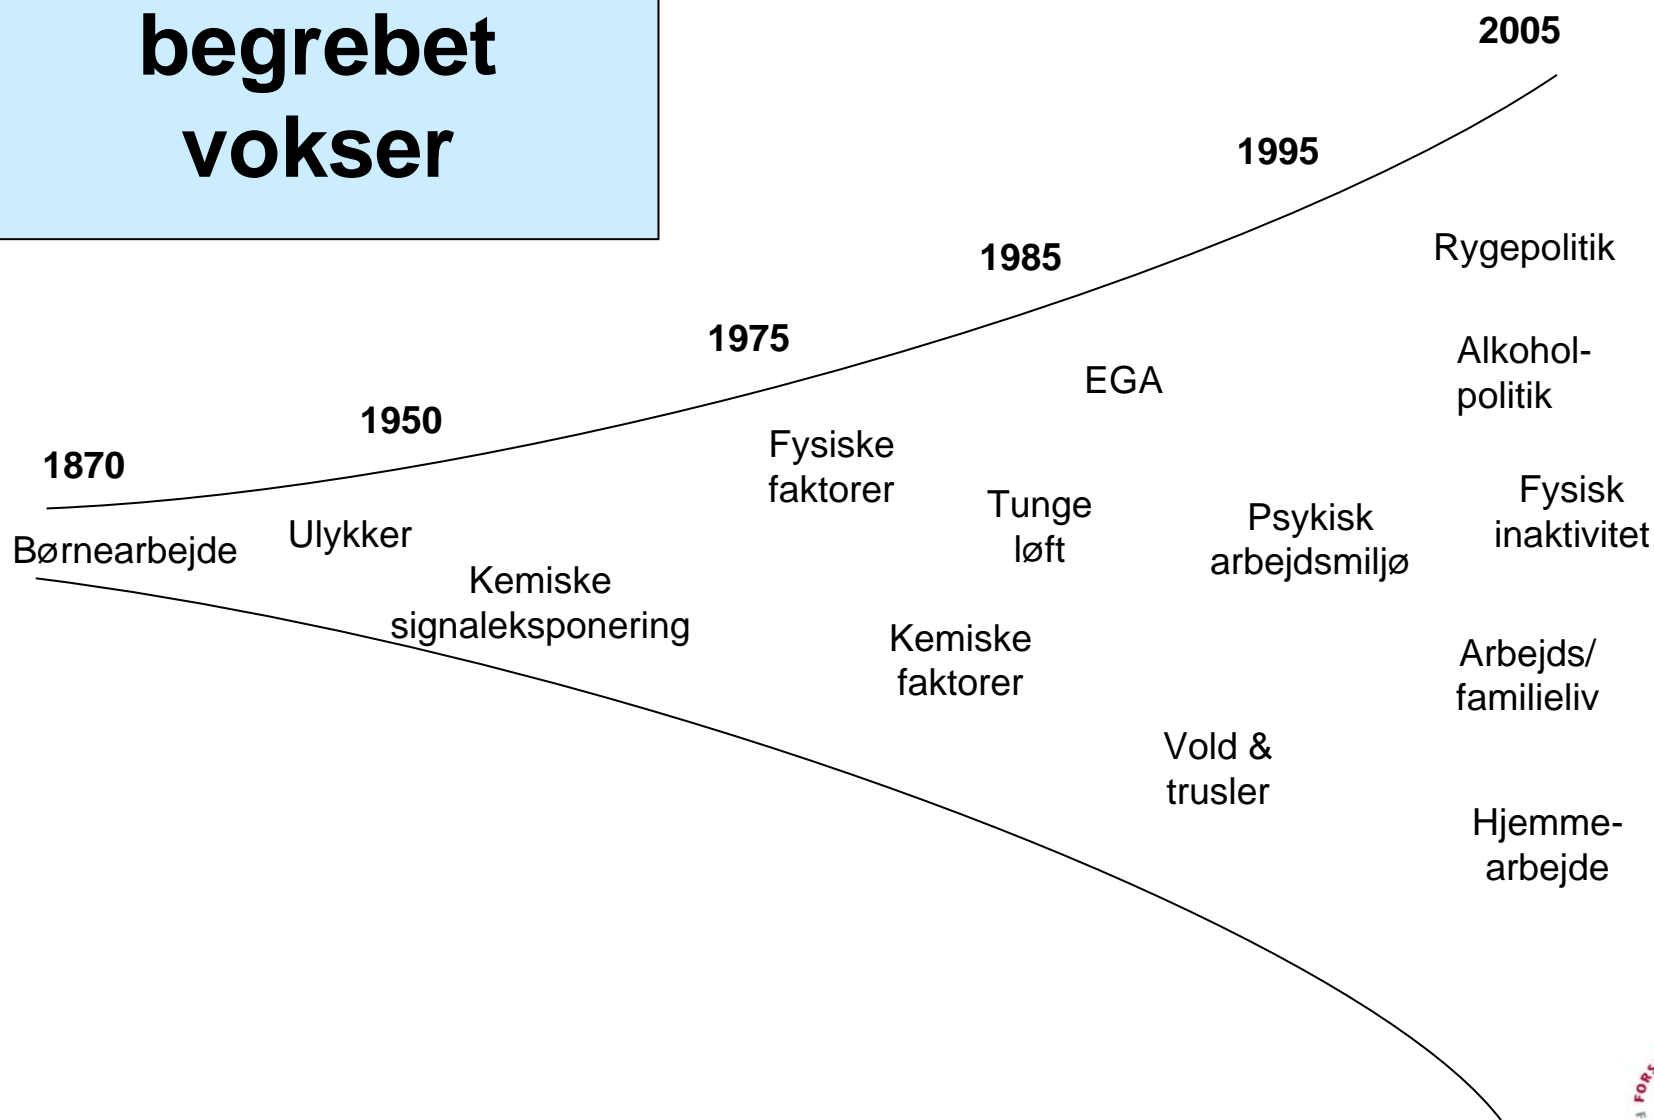 begrebet
vokser
2005
1995
1985
1975
1950
1870
Rygepolitik
Alkohol-
politik
EGA
Fysiske
faktorer
Tunge
løft
Psykisk
arbejdsmiljø
Fysisk
inaktivitet
Børnearbejde
Ulykker
Kemiske
signaleksponering
Kemiske
faktorer
Arbejds/
familieliv
Vold &
trusler
Hjemme-
arbejde